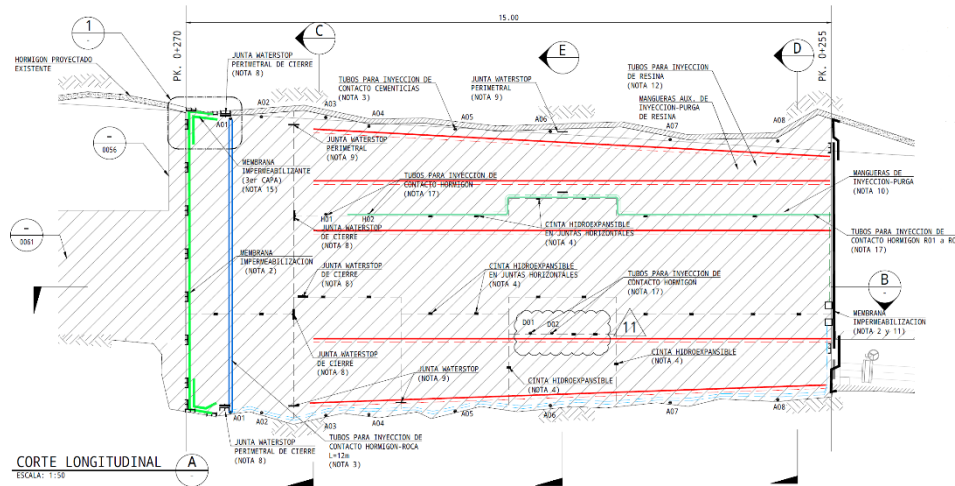 15.00
PK. 0+270
PK. 0+255
1
-
HORMIGON PROYECTADO
EXISTENTE
JUNTA WATERSTOP
PERIMETRAL DE CIERRE
(NOTA 8)
C
-
E
-
D
-
TUBOS PARA INYECCION DE
CONTACTO CEMENTICIAS
(NOTA 3)
JUNTA WATERSTOP
PERIMETRAL
(NOTA 9)
TUBOS PARA INYECCION
DE RESINA
(NOTA 12)
MANGUERAS AUX. DE
INYECCION-PURGA
DE RESINA
A01
A02
A03
A04
A05
A06
A07
A08
-
0056
JUNTA WATERSTOP
PERIMETRAL
(NOTA 9)
MEMBRANA
IMPERMEABILIZANTE
(3er CAPA)
(NOTA 15)
TUBOS PARA INYECCION DE
CONTACTO HORMIGON
(NOTA 17)
MANGUERAS DE
INYECCION-PURGA
(NOTA 10)
H01
H02
JUNTA WATERSTOP
DE CIERRE
(NOTA 8)
CINTA HIDROEXPANSIBLE
EN JUNTAS HORIZONTALES
(NOTA 4)
TUBOS PARA INYECCION DE
CONTACTO HORMIGON R01 a RO
(NOTA 17)
-
0061
MEMBRANA
IMPERMEABILIZACION
(NOTA 2)
JUNTA WATERSTOP
DE CIERRE
(NOTA 8)
CINTA HIDROEXPANSIBLE
EN JUNTAS HORIZONTALES
(NOTA 4)
TUBOS PARA INYECCION DE
CONTACTO HORMIGON
(NOTA 17)
B
-
D01
D02
11
MEMBRANA
IMPERMEABILIZACION
(NOTA 2 y 11)
JUNTA WATERSTOP
DE CIERRE
(NOTA 8)
JUNTA WATERSTOP
(NOTA 9)
CINTA HIDROEXPANSIBLE
(NOTA 4)
CINTA HIDROEXPANSIBLE
(NOTA 4)
A01
A02
A03
A04
A05
A06
A07
A08
JUNTA WATERSTOP
PERIMETRAL DE CIERRE
(NOTA 8)
TUBOS PARA INYECCION DE
CONTACTO HORMIGON-ROCA
L=12m
(NOTA 3)
CORTE LONGITUDINAL
ESCALA: 1:50
A
-